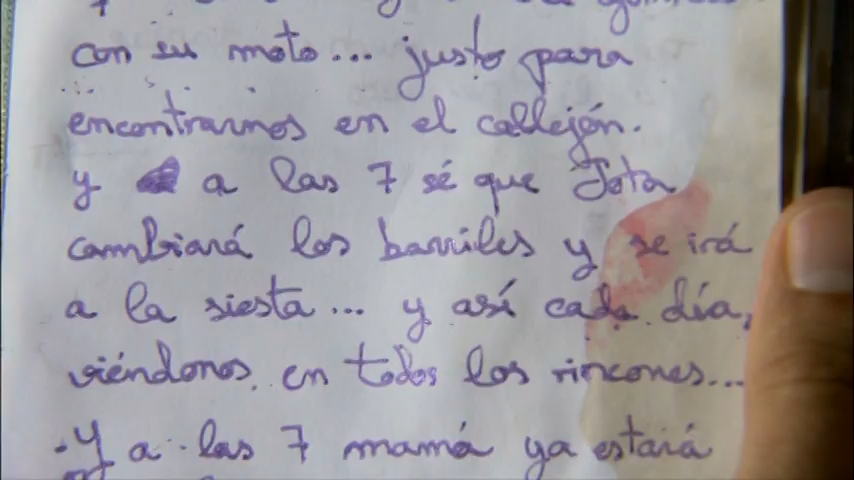 con su moto... justo para
encontrarnos en el callejón.
y a las 7 sé que Jota
cambiará los barriles y se irá
a la siesta... y así cada día,
viéndonos en todos los rincones...
Y a las 7 mamá ya estará